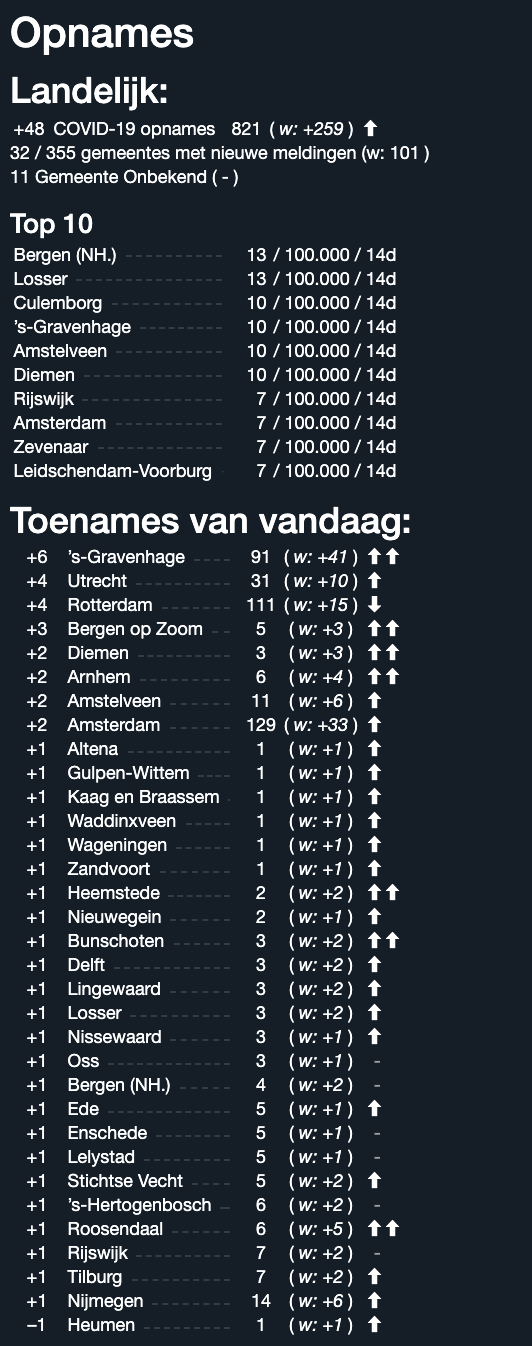 Opnames
Landelijk:
+48 COVID-19 opnames 821 ( w: +259 ) ⬆
32 / 355 gemeentes met nieuwe meldingen (w: 101 )
11 Gemeente Onbekend ( - )
Top 10
Bergen (NH.) 13 / 100.000 / 14d
Losser 13 / 100.000 / 14d
Culemborg 10 / 100.000 / 14d
’s-Gravenhage 10 / 100.000 / 14d
Amstelveen 10 / 100.000 / 14d
Diemen 10 / 100.000 / 14d
Rijswijk 7 / 100.000 / 14d
Amsterdam 7 / 100.000 / 14d
Zevenaar 7 / 100.000 / 14d
Leidschendam-Voorburg 7 / 100.000 / 14d
Toenames van vandaag:
+6 ’s-Gravenhage 91 ( w: +41 ) ⬆⬆
+4 Utrecht 31 ( w: +10 ) ⬆
+4 Rotterdam 111 ( w: +15 ) ⬇
+3 Bergen op Zoom 5 ( w: +3 ) ⬆⬆
+2 Diemen 3 ( w: +3 ) ⬆⬆
+2 Arnhem 6 ( w: +4 ) ⬆⬆
+2 Amstelveen 11 ( w: +6 ) ⬆
+2 Amsterdam 129 ( w: +33 ) ⬆
+1 Altena 1 ( w: +1 ) ⬆
+1 Gulpen-Wittem 1 ( w: +1 ) ⬆
+1 Kaag en Braassem 1 ( w: +1 ) ⬆
+1 Waddinxveen 1 ( w: +1 ) ⬆
+1 Wageningen 1 ( w: +1 ) ⬆
+1 Zandvoort 1 ( w: +1 ) ⬆
+1 Heemstede 2 ( w: +2 ) ⬆⬆
+1 Nieuwegein 2 ( w: +1 ) ⬆
+1 Bunschoten 3 ( w: +2 ) ⬆⬆
+1 Delft 3 ( w: +2 ) ⬆
+1 Lingewaard 3 ( w: +2 ) ⬆
+1 Losser 3 ( w: +2 ) ⬆
+1 Nissewaard 3 ( w: +1 ) ⬆
+1 Oss 3 ( w: +1 ) -
+1 Bergen (NH.) 4 ( w: +2 ) -
+1 Ede 5 ( w: +1 ) ⬆
+1 Enschede 5 ( w: +1 ) -
+1 Lelystad 5 ( w: +1 ) -
+1 Stichtse Vecht 5 ( w: +2 ) ⬆
+1 ’s-Hertogenbosch 6 ( w: +2 ) -
+1 Roosendaal 6 ( w: +5 ) ⬆⬆
+1 Rijswijk 7 ( w: +2 ) -
+1 Tilburg 7 ( w: +2 ) ⬆
+1 Nijmegen 14 ( w: +6 ) ⬆
−1 Heumen 1 ( w: +1 ) ⬆